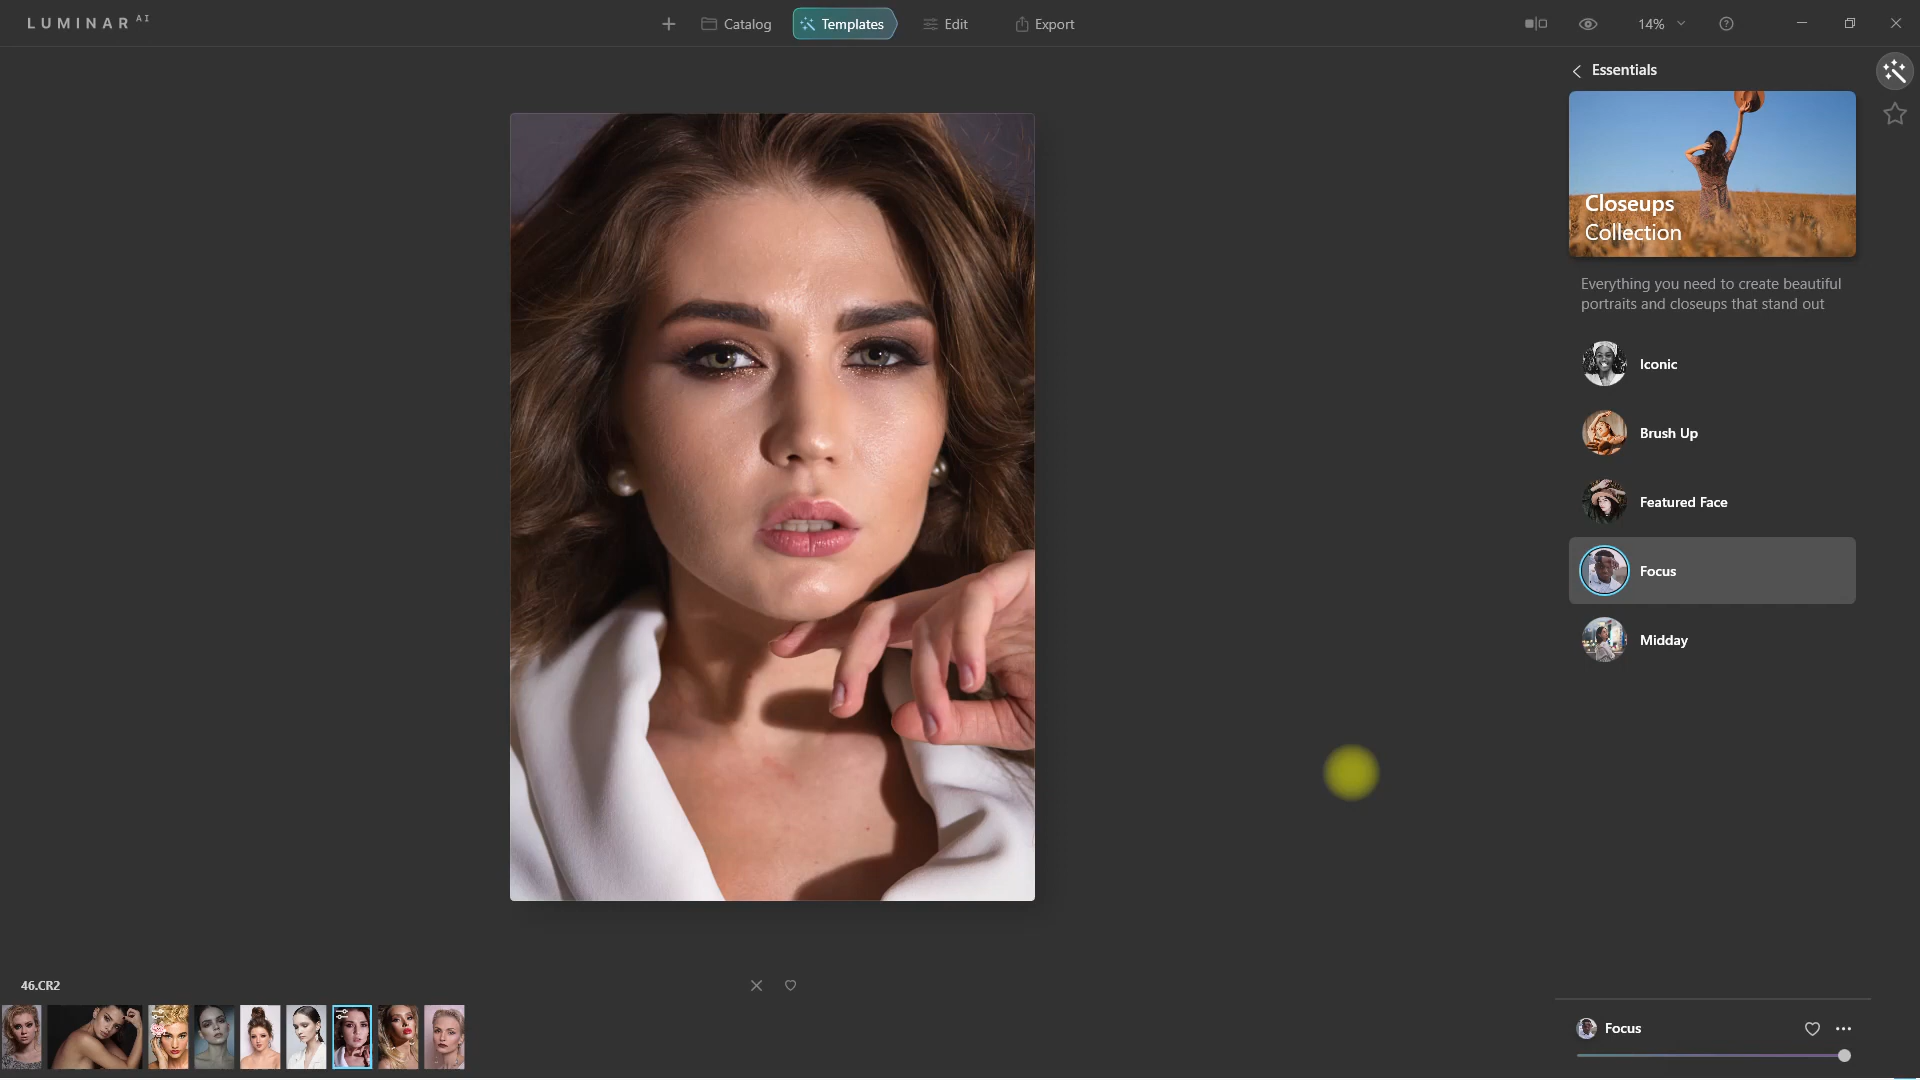 LUMINAR AI
Catalog
Templates
Edit
Export
14%
Essentials
Closeups
Collection
Everything you need to create beautiful
portraits and closeups that stand out
Iconic
Brush Up
Featured Face
Focus
Midday
46.CR2
Focus